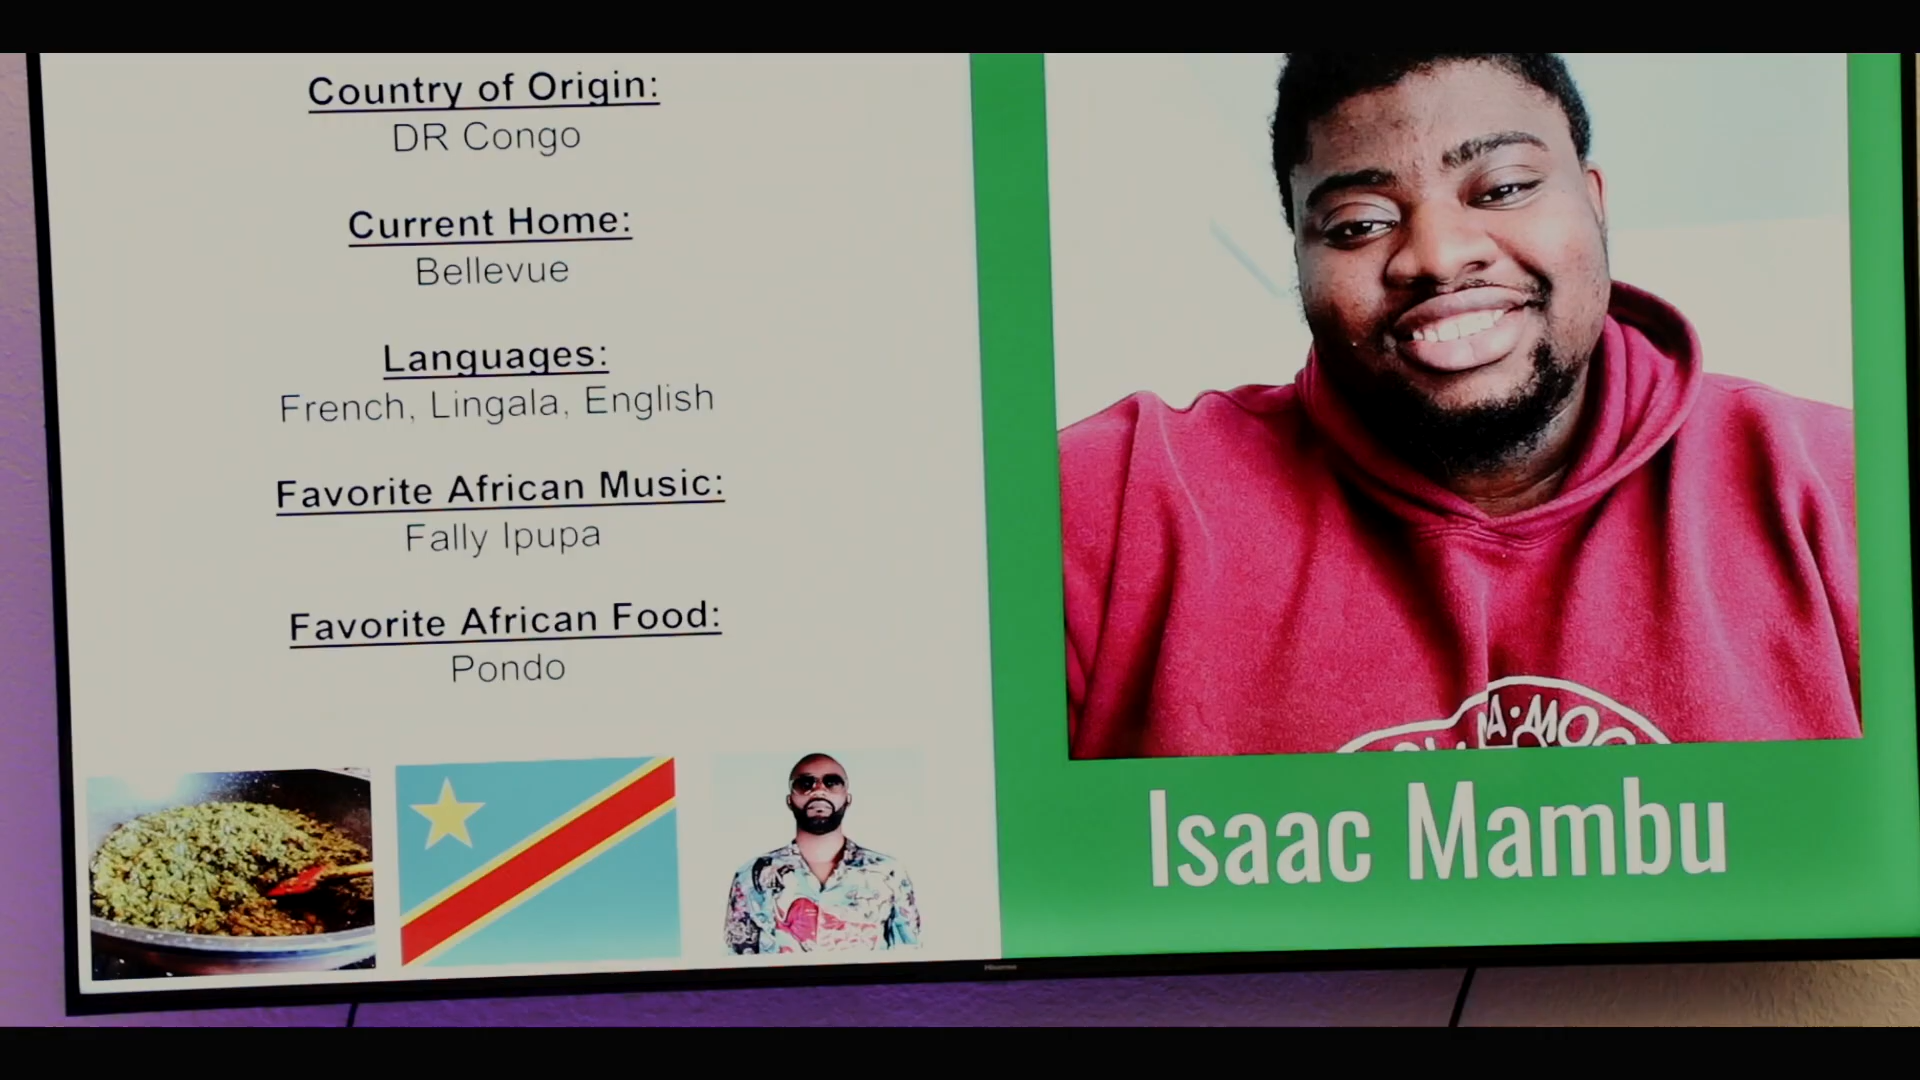 Country of Origin:
DR Congo
Current Home:
Bellevue
Languages:
French, Lingala, English
Favorite African Music:
Fally Ipupa
Favorite African Food:
Pondo
Isaac Mambu
Hisense